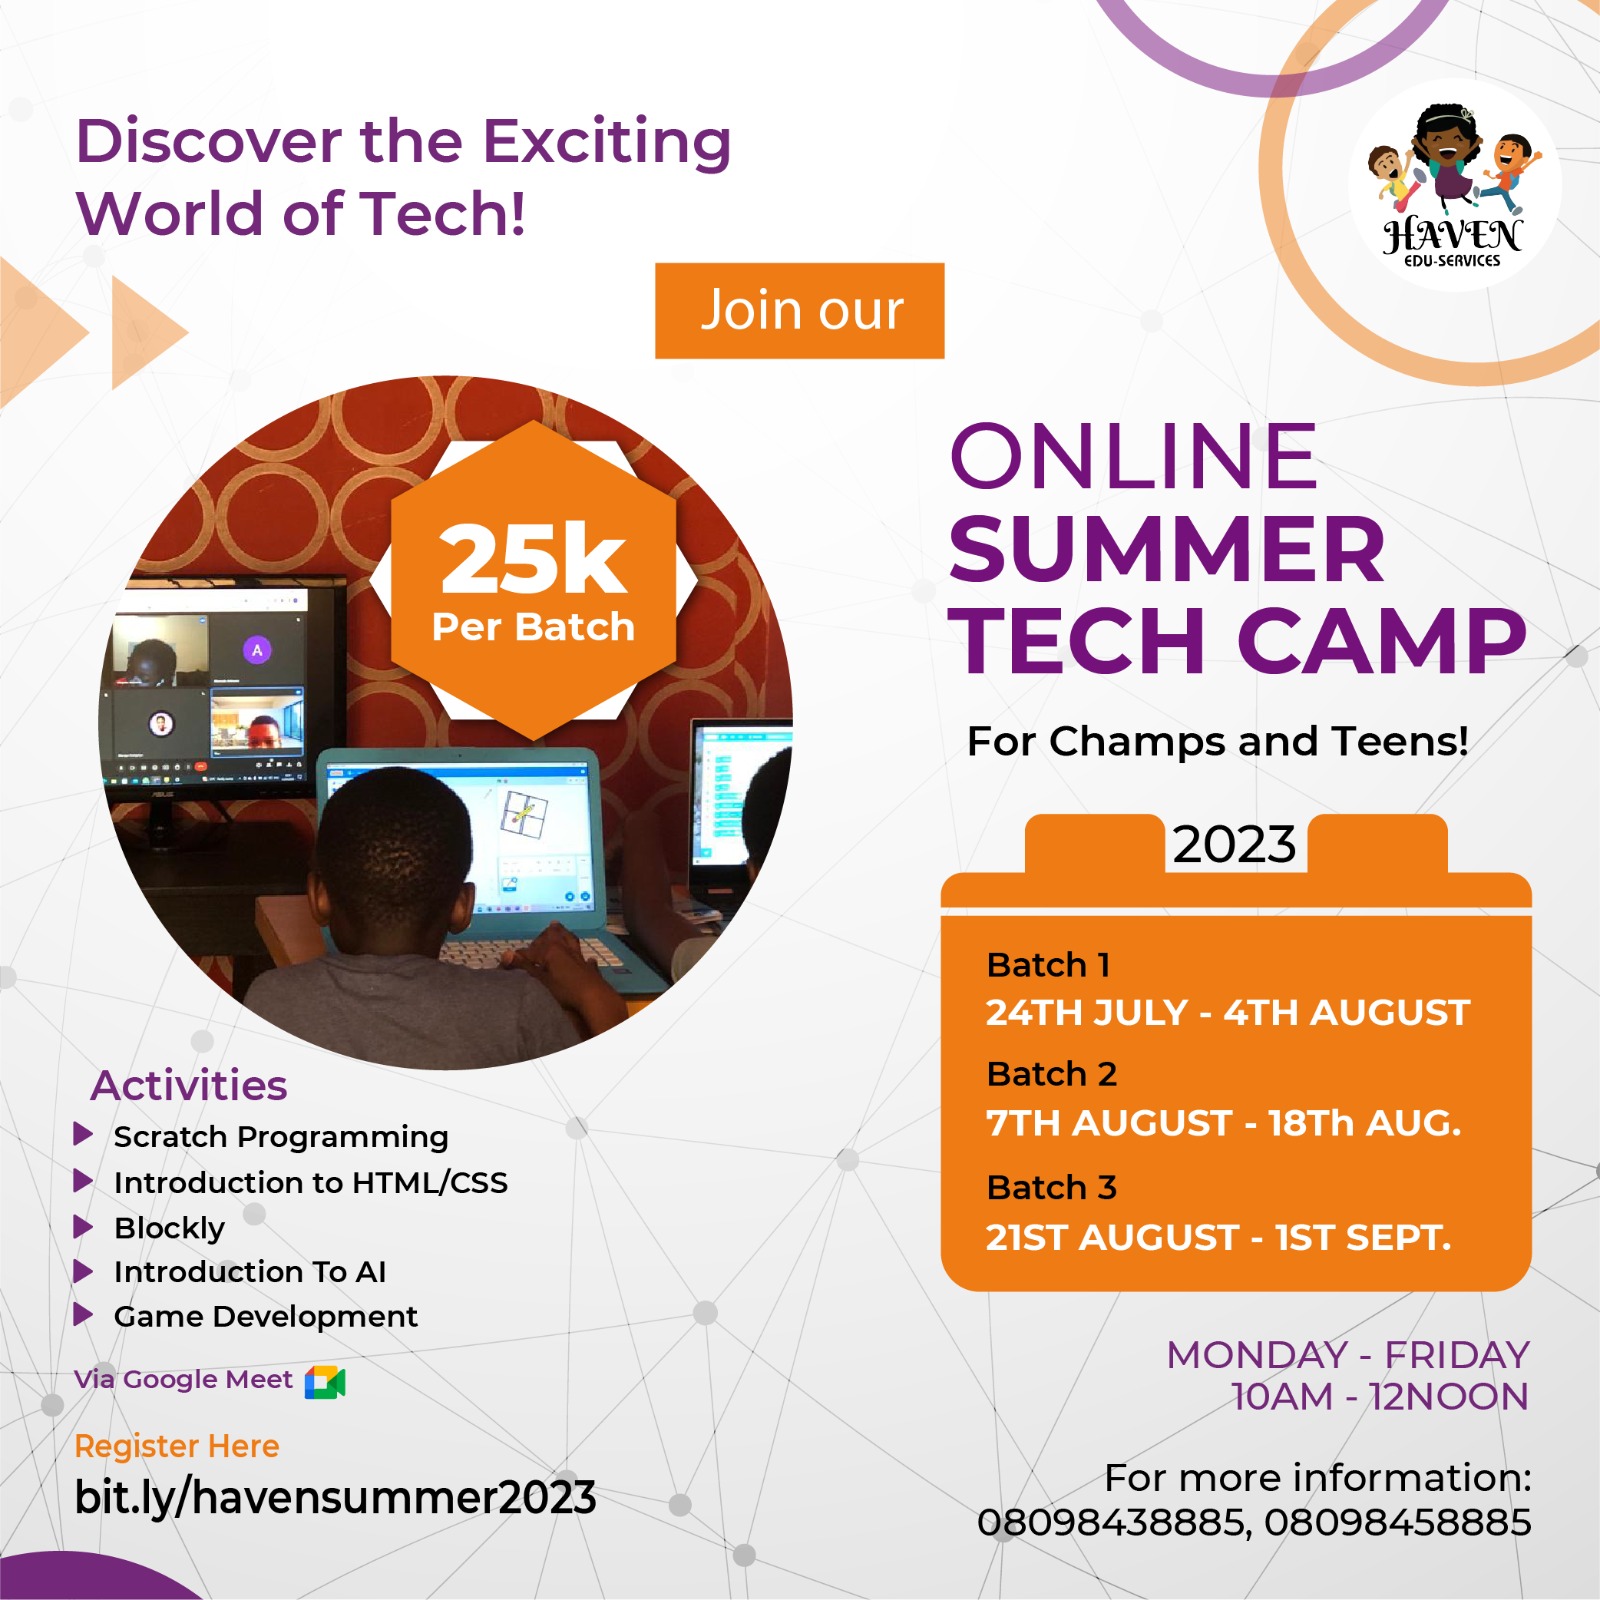 Discover the Exciting
World of Tech!
HAVEN
EDU-SERVICES
Join our
25k
Per Batch
A
ASUS
ONLINE
SUMMER
TECH CAMP
For Champs and Teens!
2023
Batch 1
24TH JULY - 4TH AUGUST
Batch 2
7TH AUGUST - 18Th AUG.
Batch 3
21ST AUGUST - 1ST SEPT.
MONDAY - FRIDAY
10AM - 12NOON
For more information:
08098438885, 08098458885
Activities
Scratch Programming
Introduction to HTML/CSS
Blockly
Introduction To AI
Game Development
Via Google Meet
Register Here
bit.ly/havensummer2023